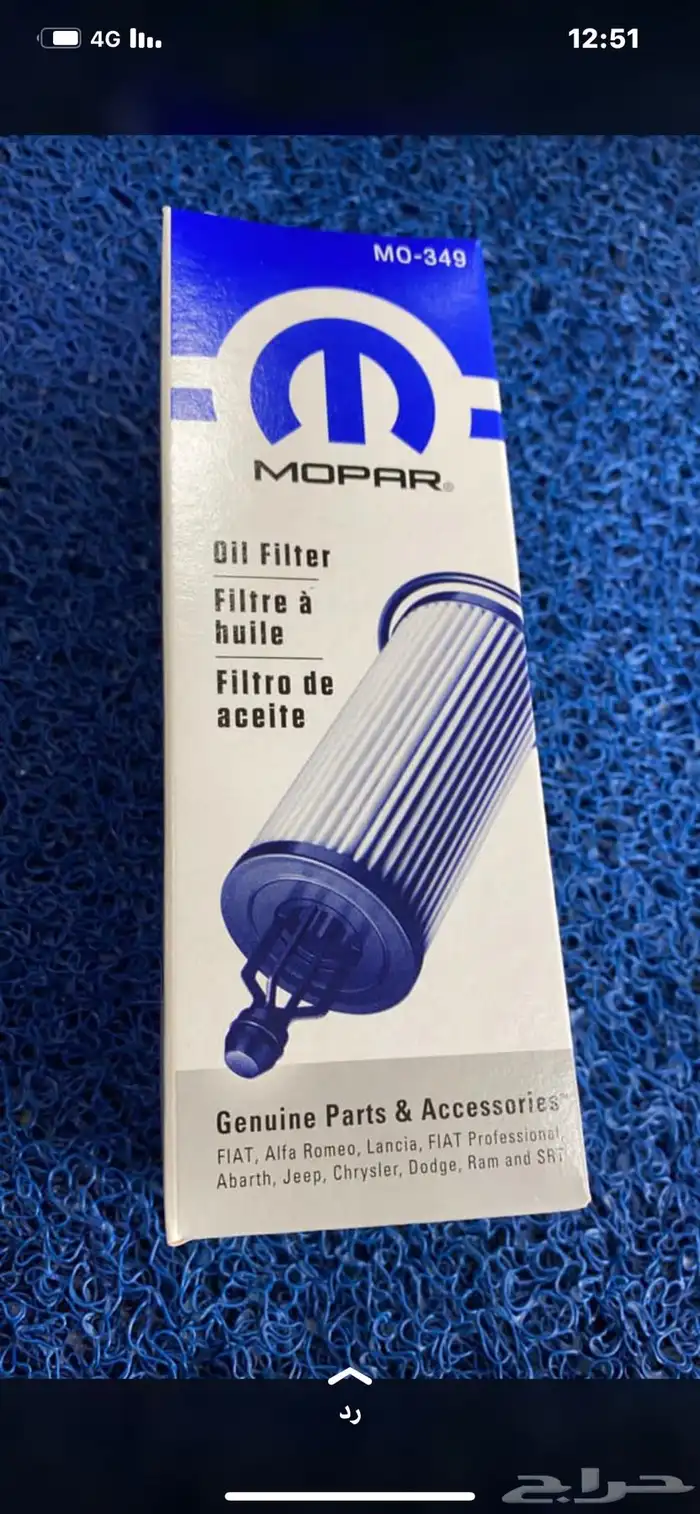 4G
12:51
MO-349
MOPAR®
Oil Filter
Filtre à
huile
Filtro de
aceite
Genuine Parts & Accessories™
FIAT, Alfa Romeo, Lancia, FIAT Professional,
Abarth, Jeep, Chrysler, Dodge, Ram and SRT
رد
حراج